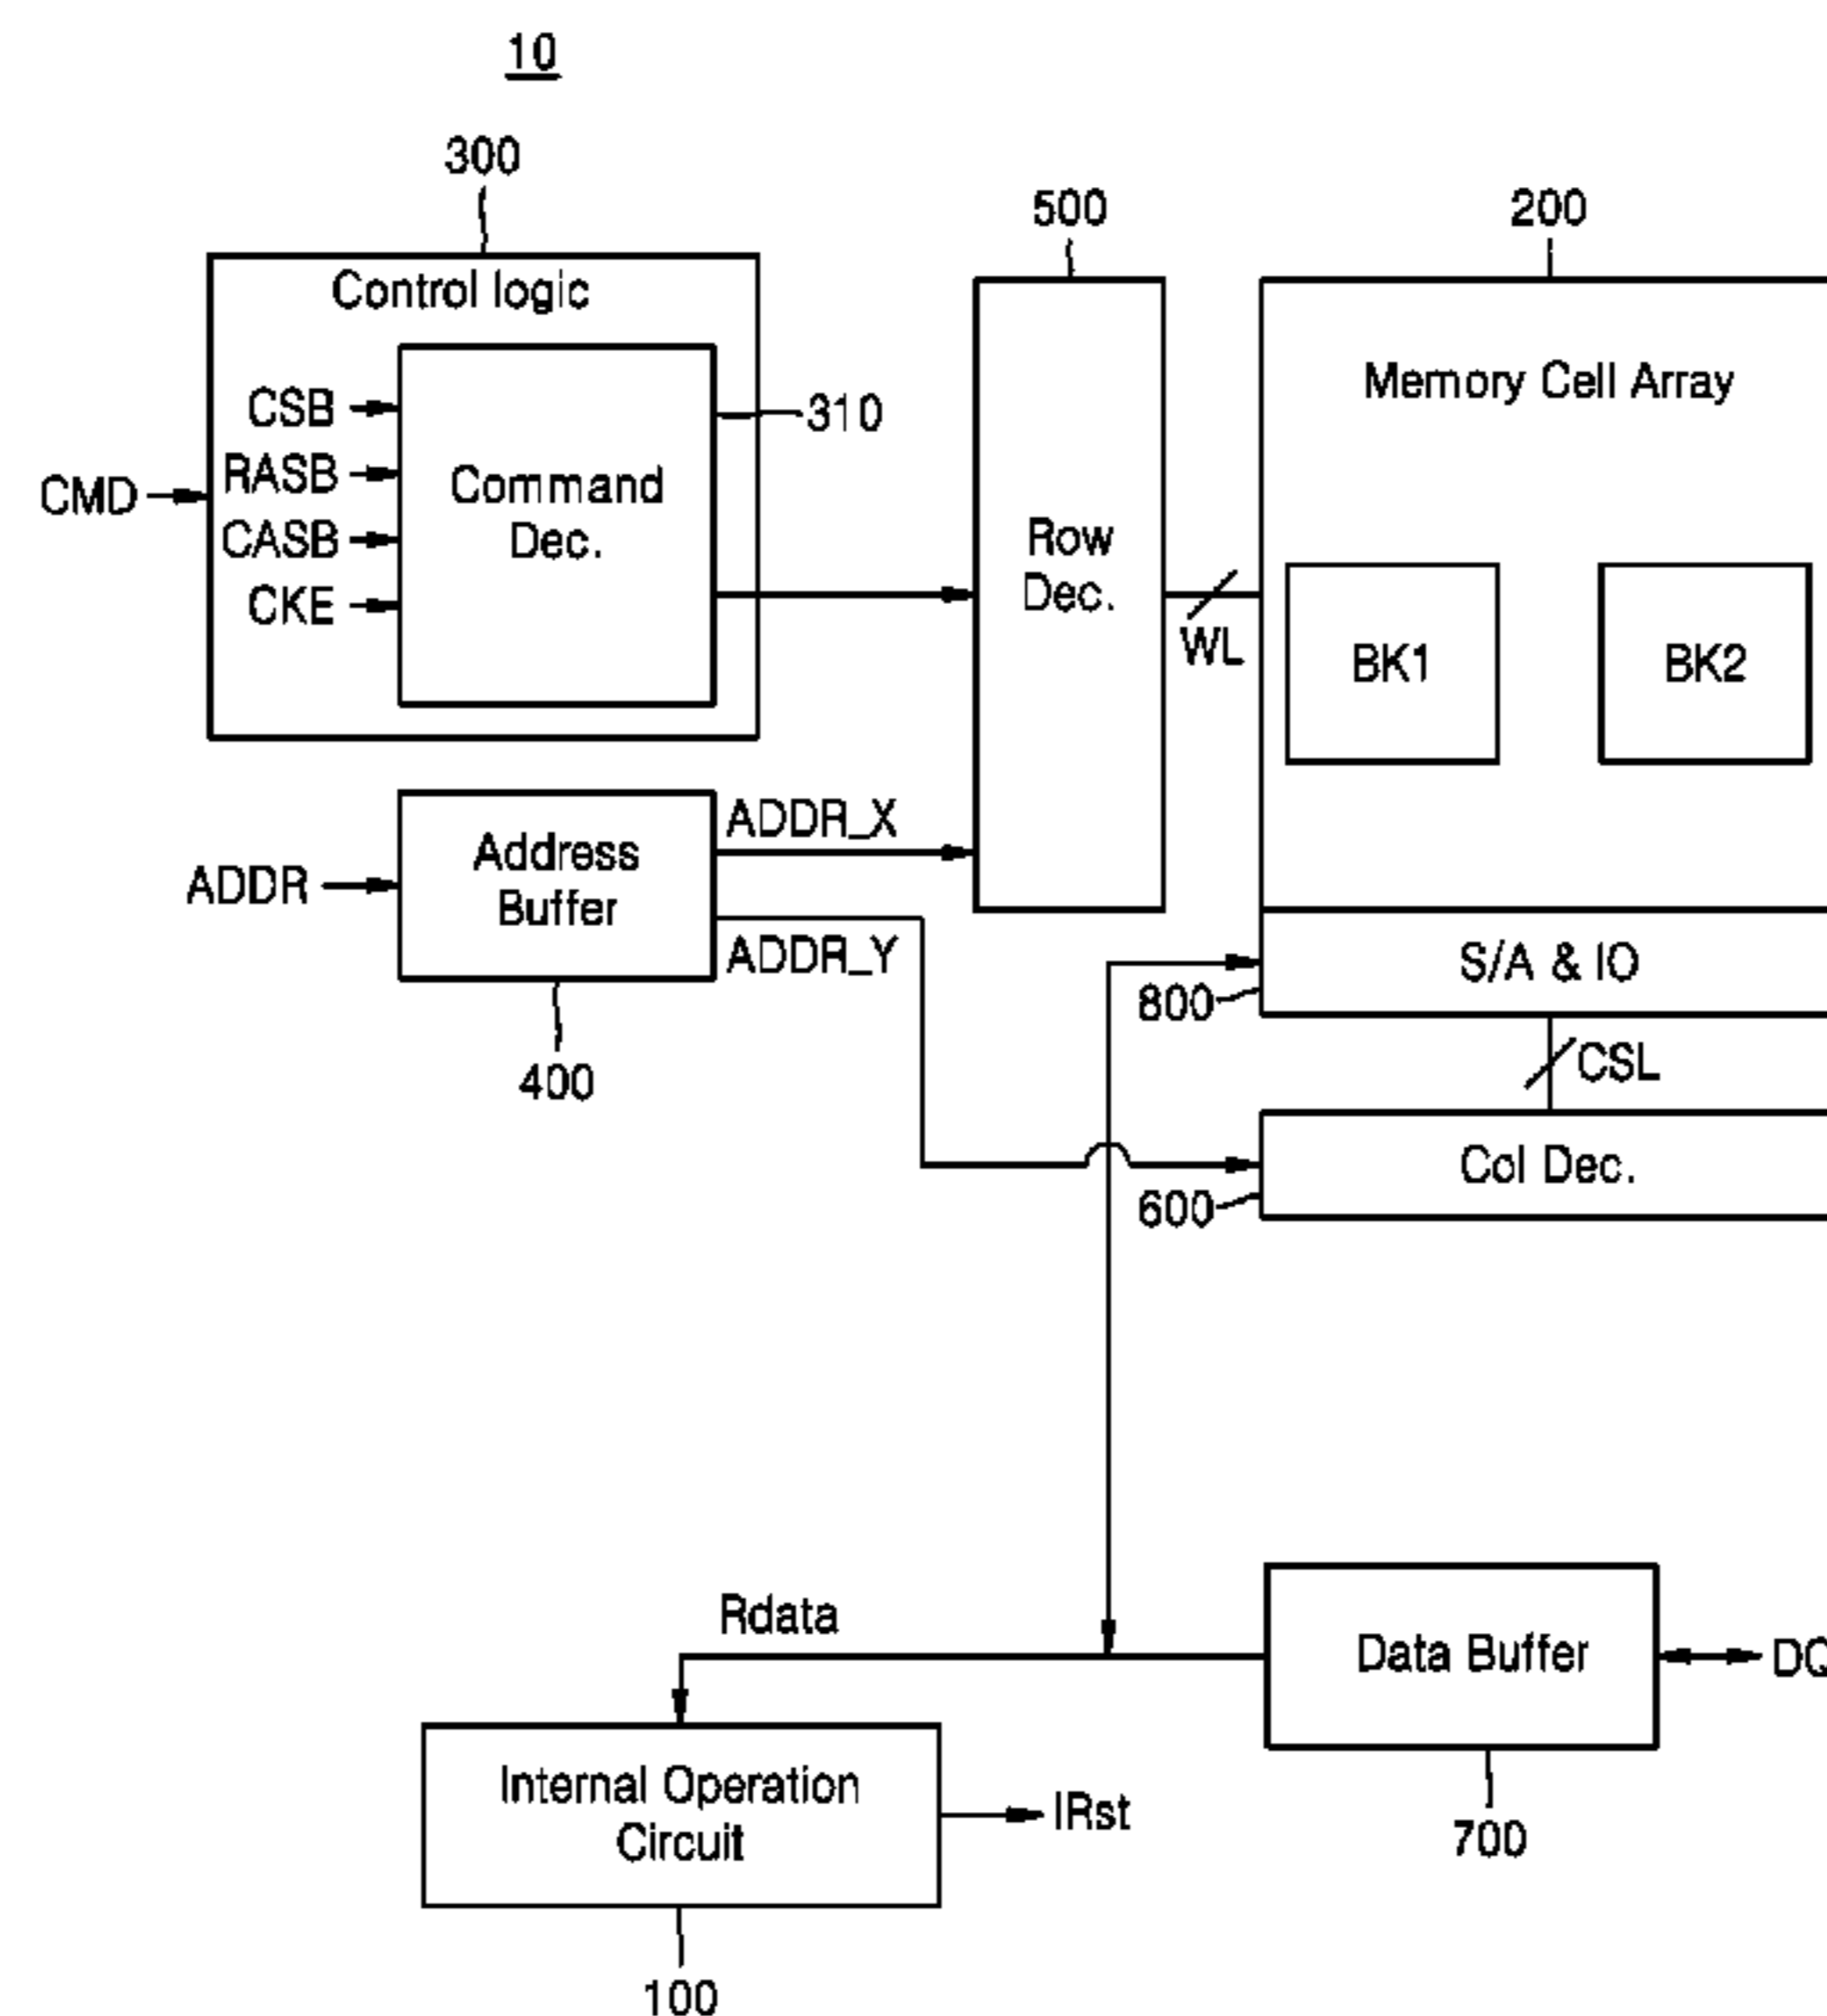 10
300
500
200
Control logic
CSB
310
Memory Cell Array
RASB
CMD
Command
Dec.
CASB
CKE
Row
Dec.
WL
BK1
BK2
ADDR_X
Address
Buffer
ADDR
ADDR_Y
S/A & IO
800
400
CSL
Col Dec.
600
Rdata
Data Buffer
DQ
Internal Operation
Circuit
IRst
700
100